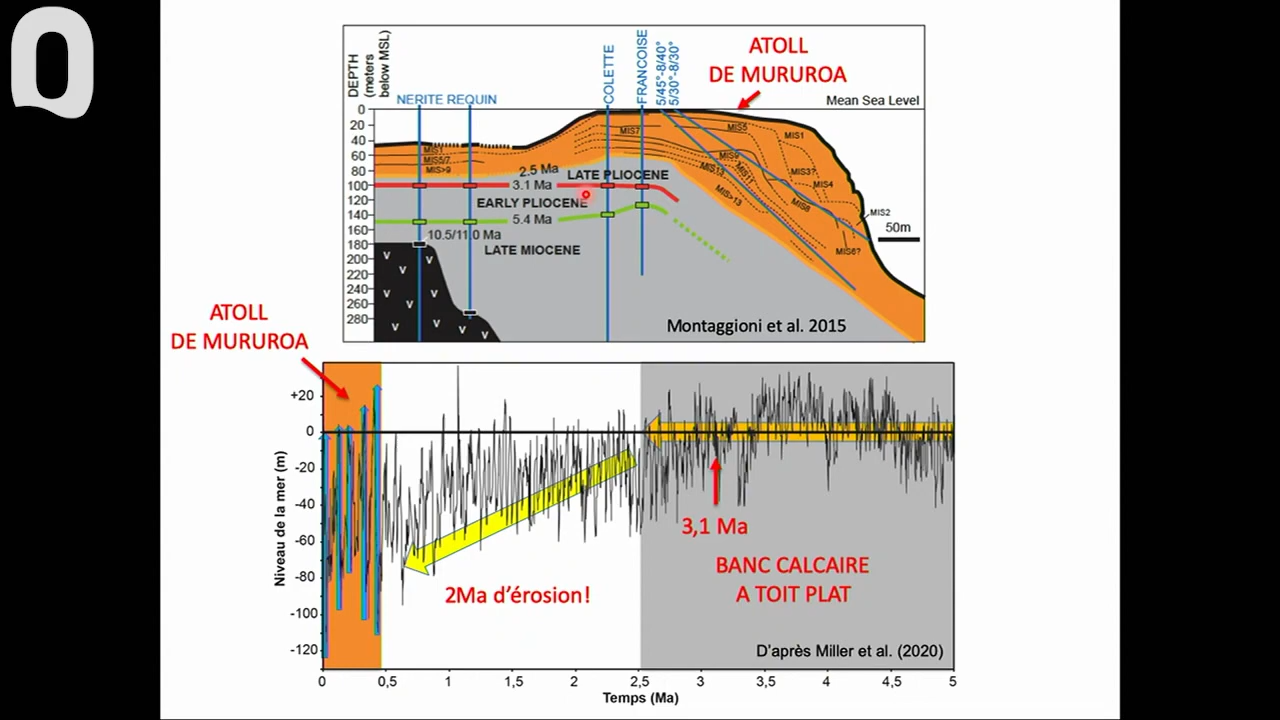 Q
ATOLL
DE MURUROA
DEPTH
(meters
below MSL)
NERITE REQUIN
COLETTE
FRANCOISE
5/45°-8/40°
5/30°-8/30°
Mean Sea Level
0
20
40
60
80
100
120
140
160
180
200
220
240
260
280
MIS1
MIS5/7
MIS>9
MIS7
MIS5
MIS1
MIS9
MIS11
MIS13
MIS>13
MIS3?
MIS4
MIS8
MIS2
MIS6?
50m
2.5 Ma
LATE PLIOCENE
3.1 Ma
EARLY PLIOCENE
5.4 Ma
10.5/11.0 Ma
LATE MIOCENE
V V
V V V
V V V
V V V V
Montaggioni et al. 2015
ATOLL
DE MURUROA
Niveau de la mer (m)
+20
0
-20
-40
-60
-80
-100
-120
3,1 Ma
BANC CALCAIRE
A TOIT PLAT
2Ma d'érosion!
D'après Miller et al. (2020)
0 0,5 1 1,5 2 2,5 3 3,5 4 4,5 5
Temps (Ma)